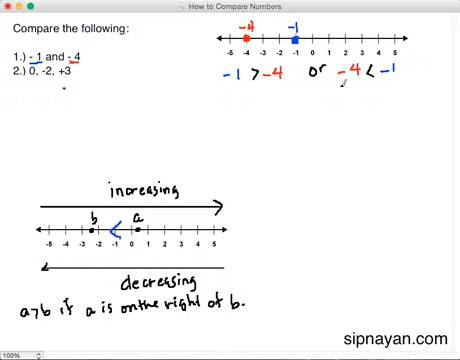 How to Compare Numbers
Compare the following:
1.) - 1 and - 4
2.) 0, -2, +3
-4 -1
-5 -4 -3 -2 -1 0 1 2 3 4 5
-1 > -4 or -4 < -1
increasing
b < a
-5 -4 -3 -2 -1 0 1 2 3 4 5
decreasing
a>b if a is on the right of b.
sipnayan.com
100%